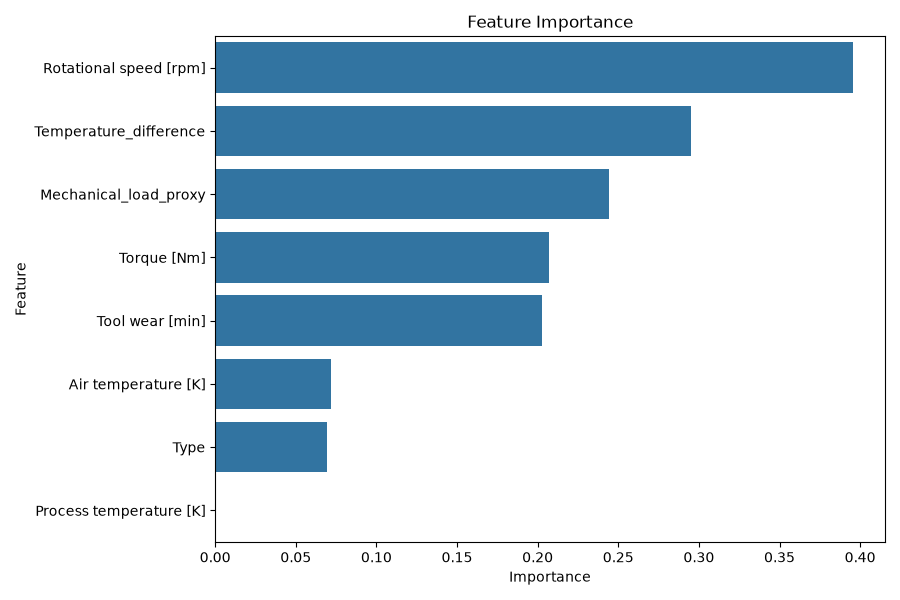 Feature Importance
Feature
Rotational speed [rpm]
Temperature_difference
Mechanical_load_proxy
Torque [Nm]
Tool wear [min]
Air temperature [K]
Type
Process temperature [K]
0.00 0.05 0.10 0.15 0.20 0.25 0.30 0.35 0.40
Importance